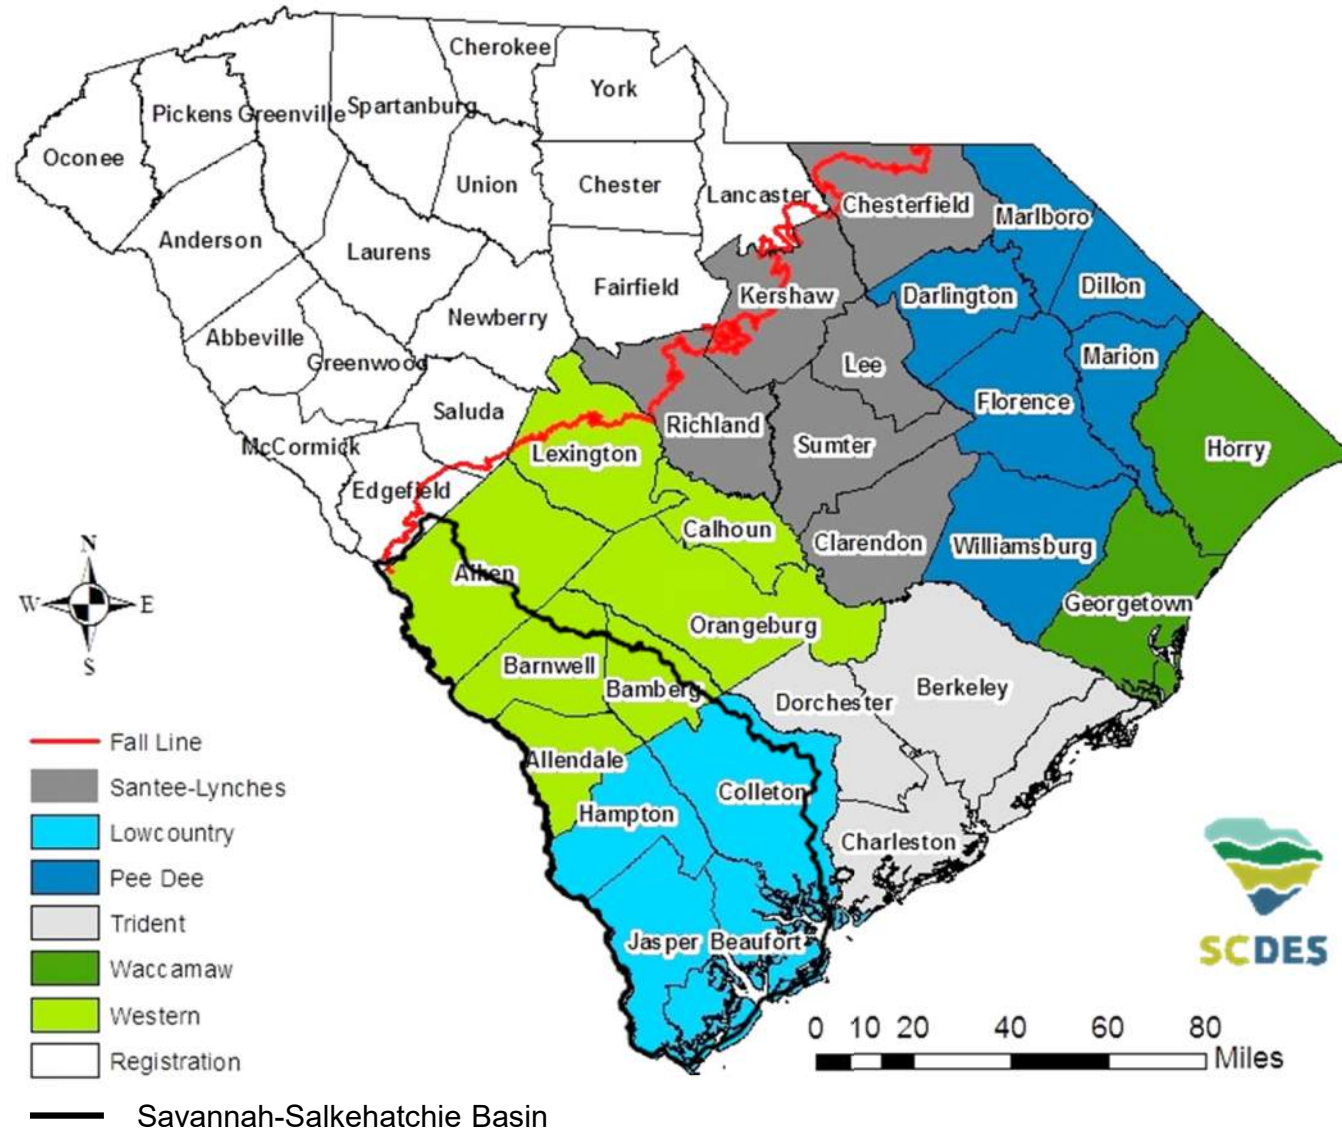 Cherokee
York
Pickens
Greenville
Spartanburg
Oconee
Union
Chester
Lancaster
Chesterfield
Marlboro
Anderson
Laurens
Fairfield
Kershaw
Darlington
Dillon
Newberry
Abbeville
Greenwood
Lee
Marion
Saluda
Richland
Florence
McCormick
Lexington
Sumter
Horry
Edgefield
Calhoun
Clarendon
Williamsburg
Aiken
Georgetown
Orangeburg
Barnwell
Bamberg
Berkeley
Dorchester
Allendale
Colleton
Hampton
Charleston
Jasper
Beaufort
N
W
E
S
Fall Line
Santee-Lynches
Lowcountry
Pee Dee
Trident
Waccamaw
Western
Registration
Savannah-Salkehatchie Basin
SCDES
0 10 20 40 60 80
Miles